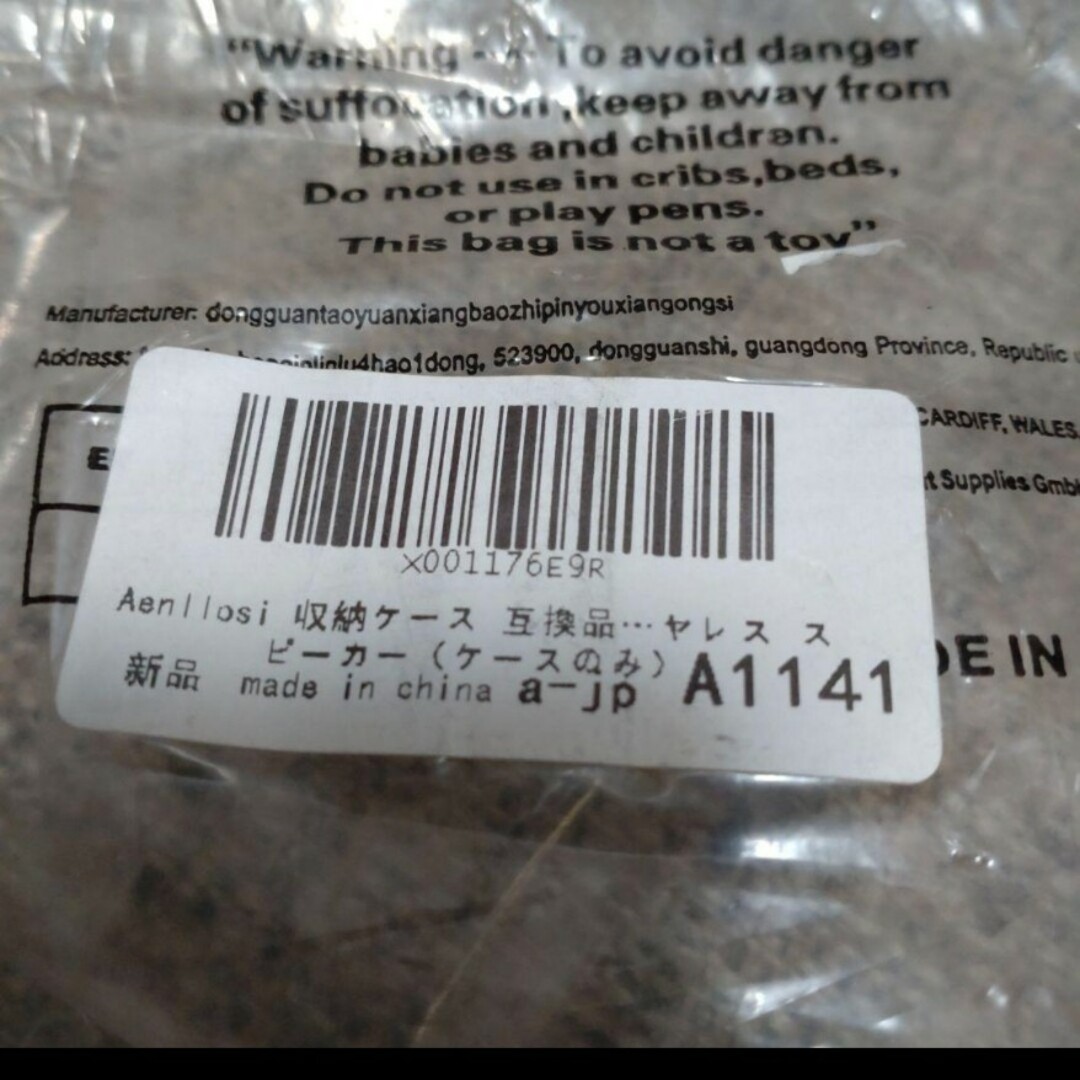 "Warning -- To avoid danger
of suffocation ,keep away from
babies and children.
Do not use in cribs,beds,
or play pens.
This bag is not a toy"
Manufacturer: dongguantaoyuanxiangbaozhipinyouxiangongsi
Address: 523900, dongguanshi, guangdong Province, Republic
CARDIFF, WALES,
Supplies GmbH
X001176E9R
Aenllosi 収納ケース 互換品…ヤレス ス
ピーカー(ケースのみ)
新品 made in china a-jp A1141
IN